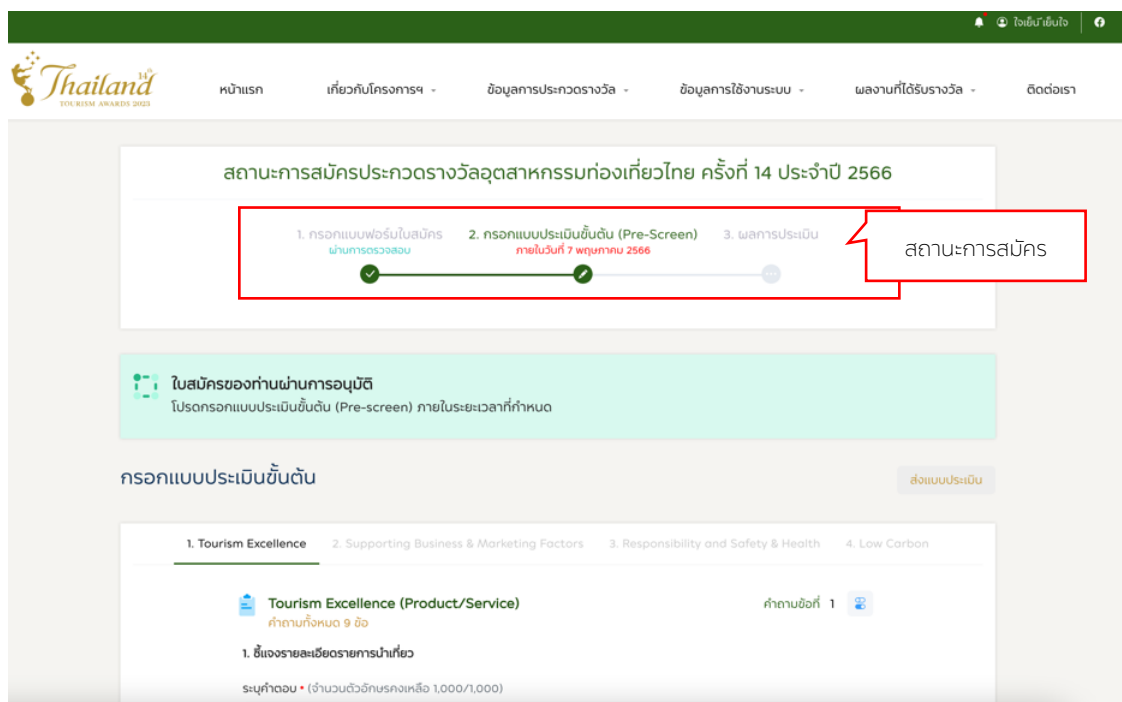 ใจเย็น เย็นใจ
14th
Thailand
TOURISM AWARDS 2023
หน้าแรก
เกี่ยวกับโครงการฯ
ข้อมูลการประกวดรางวัล
ข้อมูลการใช้งานระบบ
ผลงานที่ได้รับรางวัล
ติดต่อเรา
สถานะการสมัครประกวดรางวัลอุตสาหกรรมท่องเที่ยวไทย ครั้งที่ 14 ประจำปี 2566
1. กรอกแบบฟอร์มใบสมัคร
ผ่านการตรวจสอบ
2. กรอกแบบประเมินขั้นต้น (Pre-Screen)
ภายในวันที่ 7 พฤษภาคม 2566
3. ผลการประเมิน
สถานะการสมัคร
ใบสมัครของท่านผ่านการอนุมัติ
โปรดกรอกแบบประเมินขั้นต้น (Pre-screen) ภายในระยะเวลาที่กำหนด
กรอกแบบประเมินขั้นต้น
ส่งแบบประเมิน
1. Tourism Excellence
2. Supporting Business & Marketing Factors
3. Responsibility and Safety & Health
4. Low Carbon
Tourism Excellence (Product/Service)
คำถามข้อที่ 1
คำถามทั้งหมด 9 ข้อ
1. ชี้แจงรายละเอียดรายการนำเที่ยว
ระบุคำตอบ • (จำนวนตัวอักษรคงเหลือ 1,000/1,000)